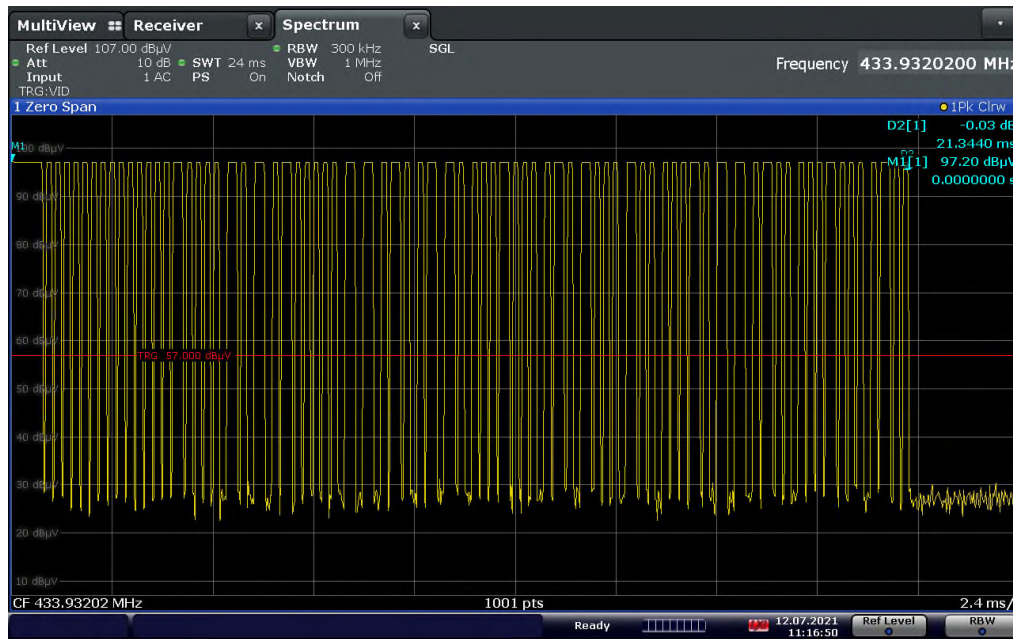 MultiView Receiver x Spectrum x
Ref Level 107.00 dBµV RBW 300 kHz SGL
Att 10 dB SWT 24 ms VBW 1 MHz Frequency 433.9320200 MHz
Input 1 AC PS On Notch Off
TRG:VID
1 Zero Span 1Pk Clrw
D2[1] -0.03 dB
M1 100 dBµV 21.3440 ms
D2
M1[1] 97.20 dBµV
0.0000000 s
90 dBµV
80 dBµV
70 dBµV
60 dBµV
TRG 57.000 dBµV
50 dBµV
40 dBµV
30 dBµV
20 dBµV
10 dBµV
CF 433.93202 MHz 1001 pts 2.4 ms/
Ready 12.07.2021 Ref Level RBW
11:16:50